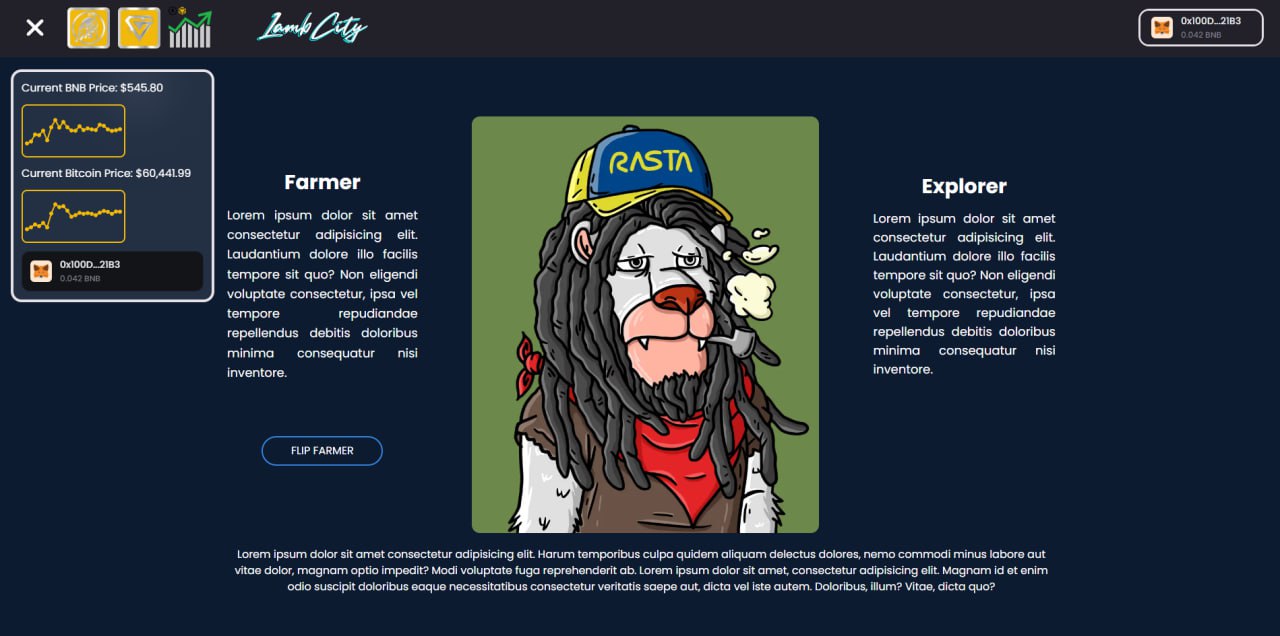 Lamb City
0x100D...21B3
0.042 BNB
Current BNB Price: $545.80
Current Bitcoin Price: $60,441.99
0x100D...21B3
0.042 BNB
Farmer
Lorem ipsum dolor sit amet
consectetur adipisicing elit.
Laudantium dolore illo facilis
tempore sit quo? Non eligendi
voluptate consectetur, ipsa vel
tempore repudiandae
repellendus debitis doloribus
minima consequatur nisi
inventore.
FLIP FARMER
RASTA
Explorer
Lorem ipsum dolor sit amet
consectetur adipisicing elit.
Laudantium dolore illo facilis
tempore sit quo? Non eligendi
voluptate consectetur, ipsa
vel tempore repudiandae
repellendus debitis doloribus
minima consequatur nisi
inventore.
Lorem ipsum dolor sit amet consectetur adipisicing elit. Harum temporibus culpa quidem aliquam delectus dolores, nemo commodi minus labore aut
vitae dolor, magnam optio impedit? Modi voluptate fuga reprehenderit ab. Lorem ipsum dolor sit amet, consectetur adipisicing elit. Magnam id et enim
odio suscipit doloribus eaque necessitatibus consectetur veritatis saepe aut, dicta vel iste autem. Doloribus, illum? Vitae, dicta quo?